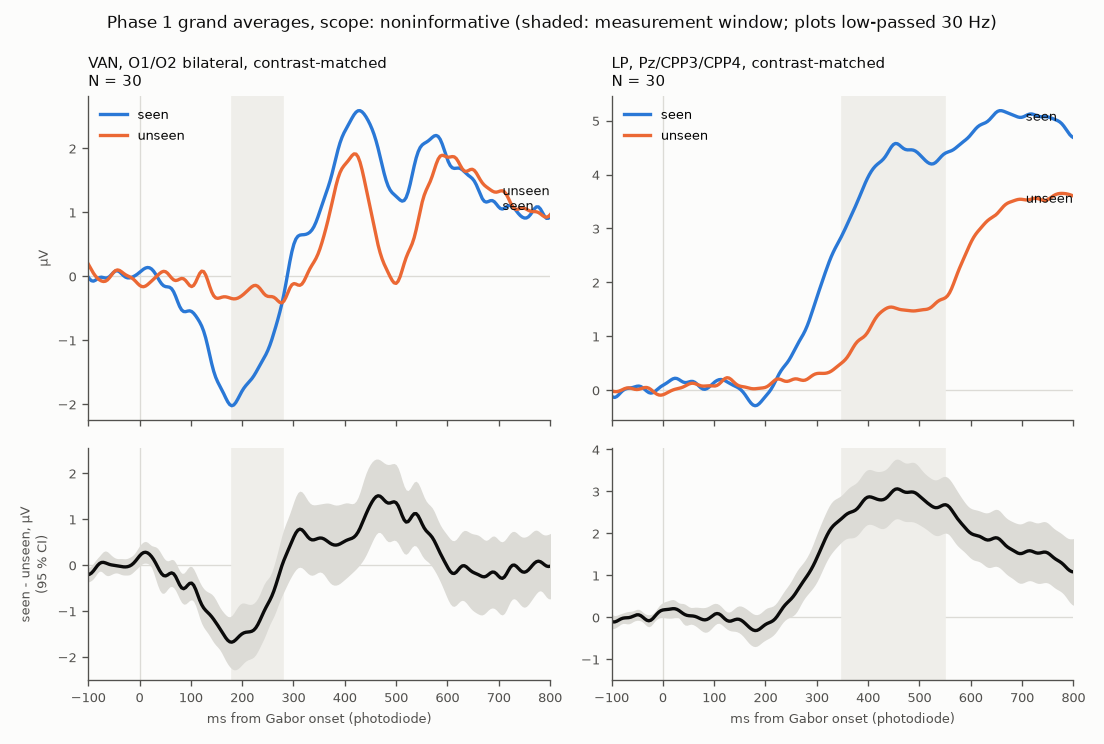 Phase 1 grand averages, scope: noninformative (shaded: measurement window; plots low-passed 30 Hz)
VAN, O1/O2 bilateral, contrast-matched
N = 30
seen
unseen
unseen
seen
µV
2
1
0
−1
−2
LP, Pz/CPP3/CPP4, contrast-matched
N = 30
seen
unseen
seen
unseen
5
4
3
2
1
0
seen - unseen, µV
(95 % CI)
2
1
0
−1
−2
−100 0 100 200 300 400 500 600 700 800
ms from Gabor onset (photodiode)
4
3
2
1
0
−1
−100 0 100 200 300 400 500 600 700 800
ms from Gabor onset (photodiode)